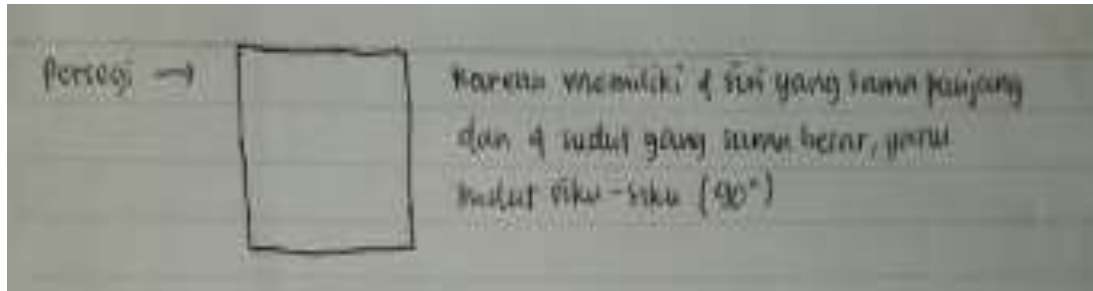 Persegi →
Karena memiliki 4 sisi yang sama panjang
dan 4 sudut yang sama besar, yaitu
sudut siku-siku (90°)